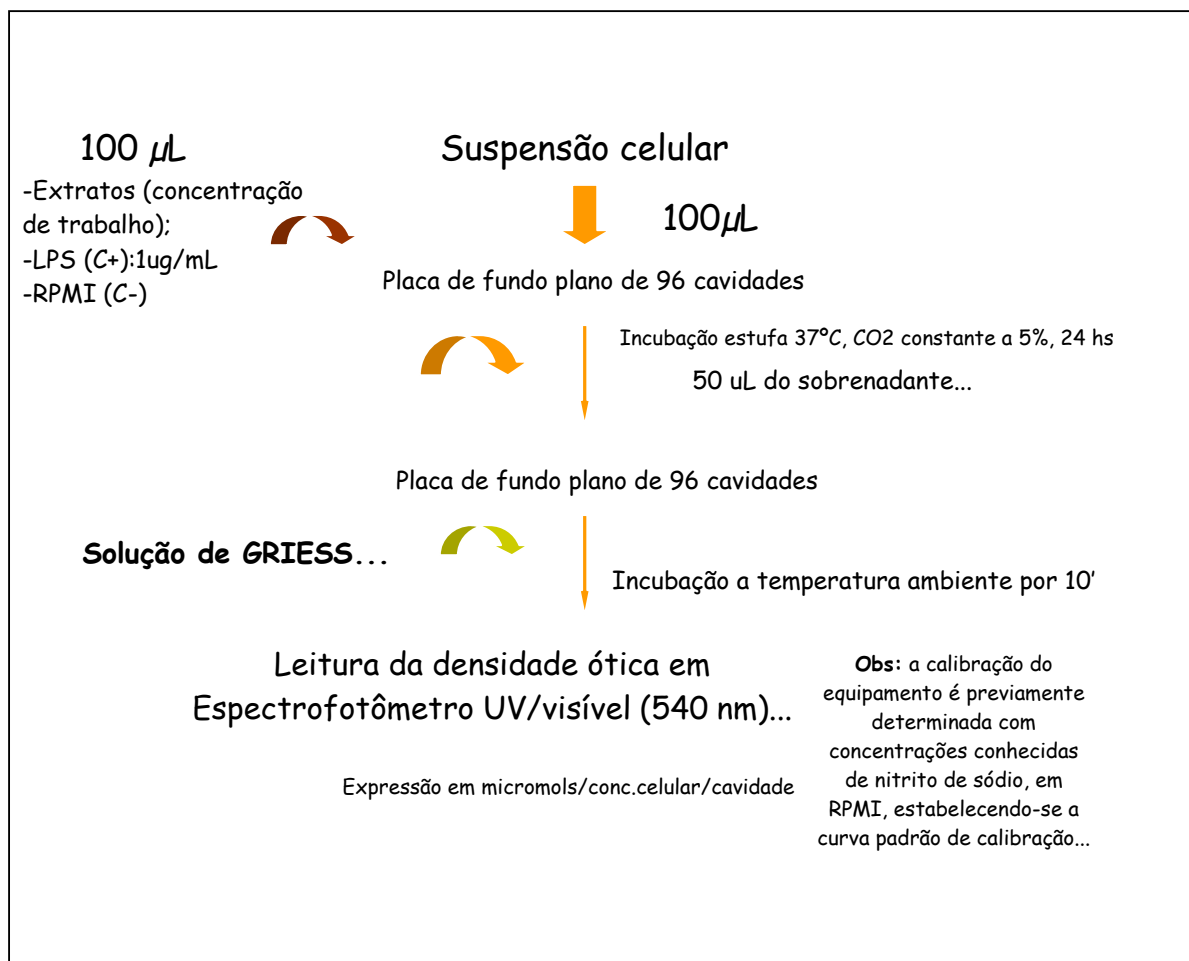 100 µL
-Extratos (concentração
de trabalho);
-LPS (C+):1ug/mL
-RPMI (C-)
Suspensão celular
100µL
Placa de fundo plano de 96 cavidades
Incubação estufa 37ºC, CO2 constante a 5%, 24 hs
50 uL do sobrenadante...
Placa de fundo plano de 96 cavidades
Solução de GRIESS...
Incubação a temperatura ambiente por 10’
Leitura da densidade ótica em
Espectrofotômetro UV/visível (540 nm)...
Expressão em micromols/conc.celular/cavidade
Obs: a calibração do
equipamento é previamente
determinada com
concentrações conhecidas
de nitrito de sódio, em
RPMI, estabelecendo-se a
curva padrão de calibração...